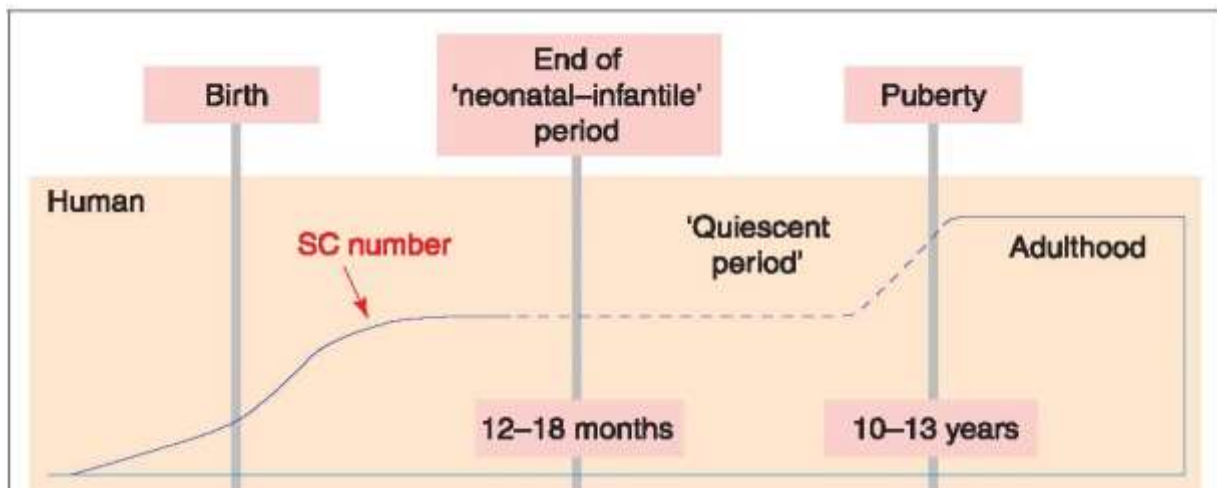 Birth
End of
'neonatal–infantile'
period
Puberty
Human
SC number
'Quiescent
period'
Adulthood
12–18 months
10–13 years